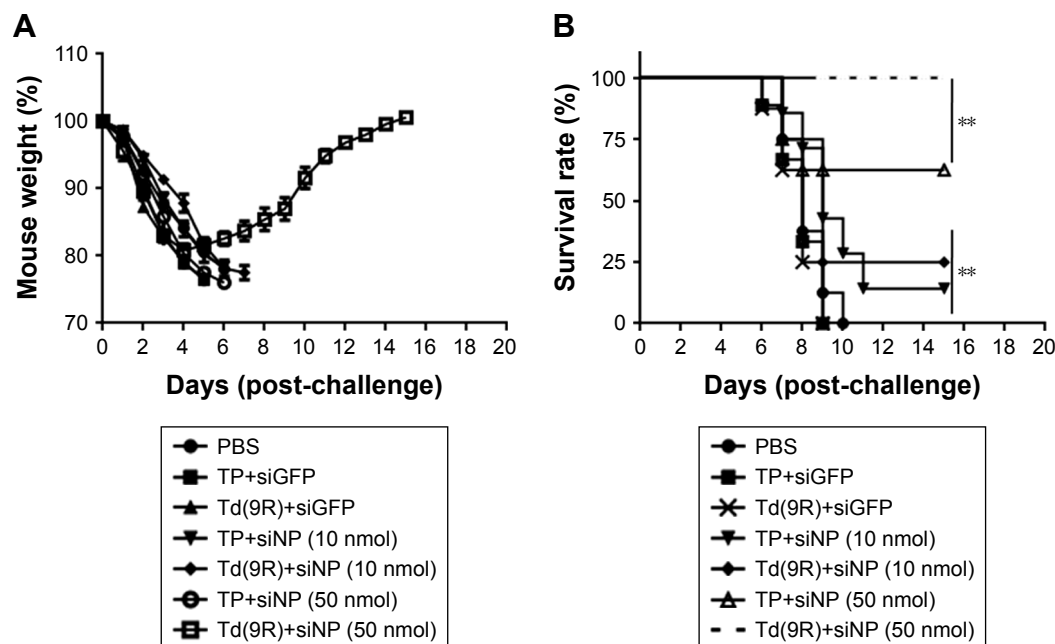 A
Mouse weight (%)
110
100
90
80
70
0 2 4 6 8 10 12 14 16 18 20
Days (post-challenge)
PBS
TP+siGFP
Td(9R)+siGFP
TP+siNP (10 nmol)
Td(9R)+siNP (10 nmol)
TP+siNP (50 nmol)
Td(9R)+siNP (50 nmol)
B
Survival rate (%)
100
75
50
25
0
**
**
0 2 4 6 8 10 12 14 16 18 20
Days (post-challenge)
PBS
TP+siGFP
Td(9R)+siGFP
TP+siNP (10 nmol)
Td(9R)+siNP (10 nmol)
TP+siNP (50 nmol)
Td(9R)+siNP (50 nmol)